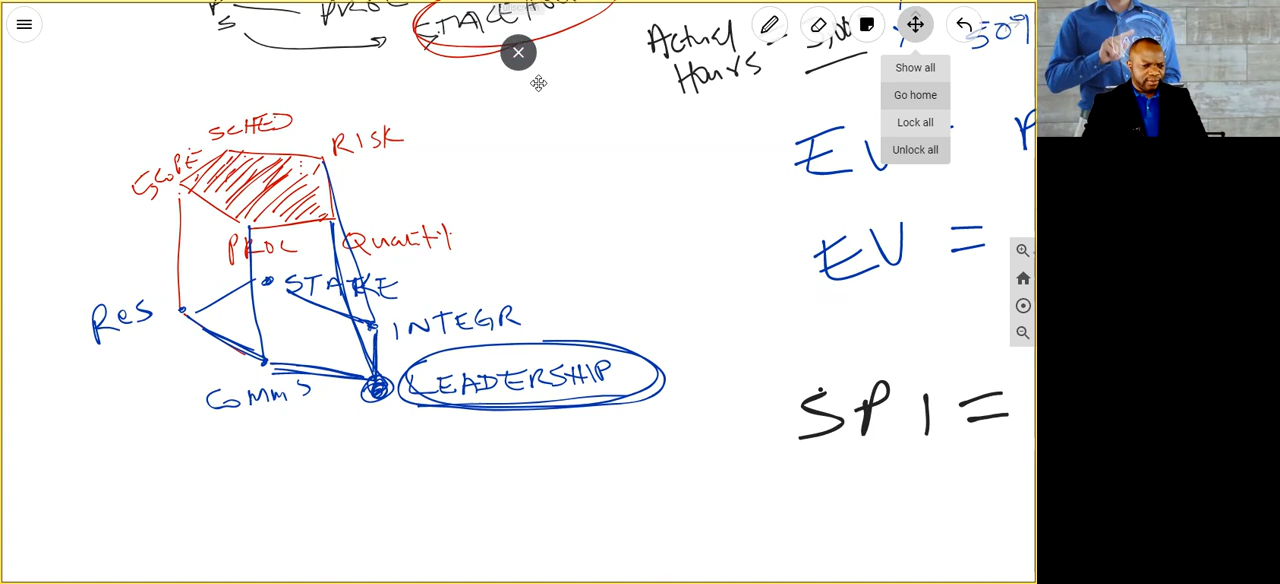 S
PROC
Actual
Hours
Show all
Go home
Lock all
Unlock all
EV
SCHED
RISK
SCOPE
PROC
Quality
EV =
STAKE
Res
INTEGR
LEADERSHIP
Comms
SPI =